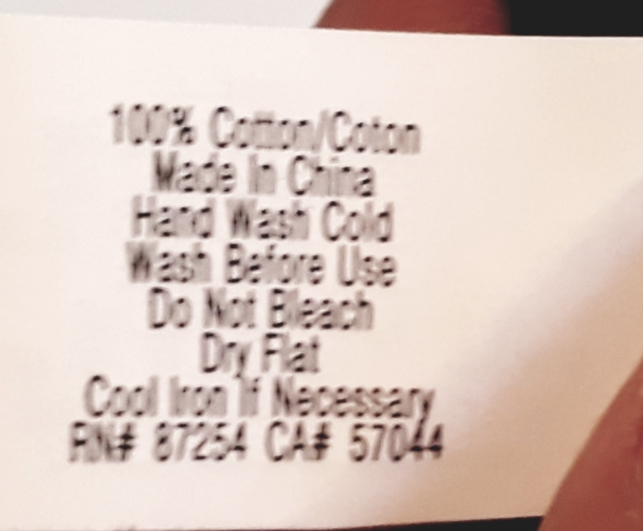 100% Cotton/Coton
Made In China
Hand Wash Cold
Wash Before Use
Do Not Bleach
Dry Flat
Cool Iron If Necessary
RN# 87254 CA# 57044